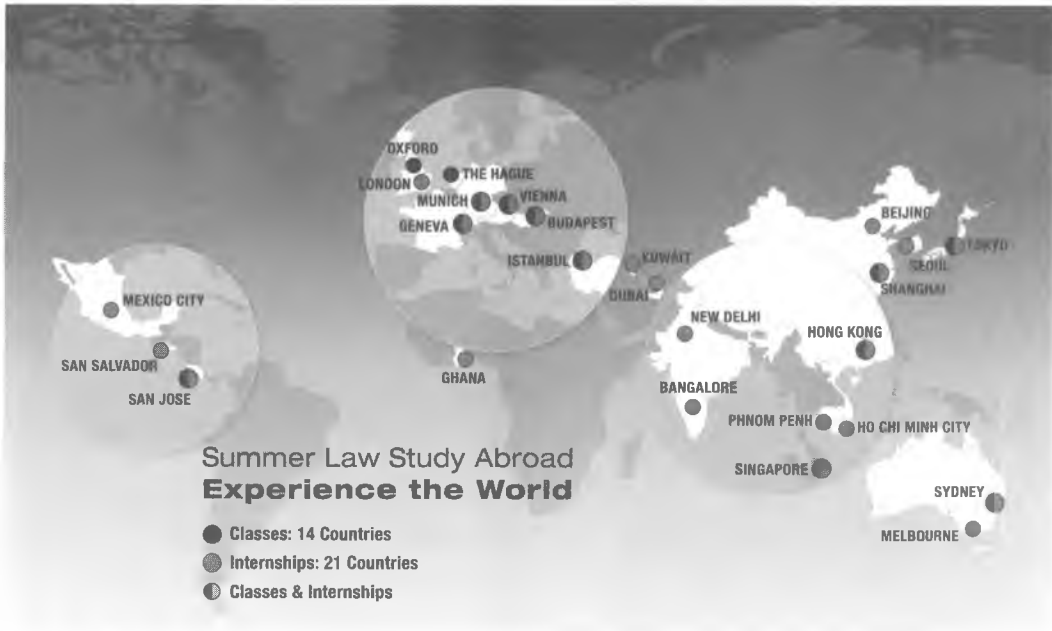 OXFORD
LONDON
THE HAGUE
MUNICH
VIENNA
GENEVA
BUDAPEST
ISTANBUL
KUWAIT
DUBAI
BEIJING
TOKYO
SEOUL
SHANGHAI
MEXICO CITY
NEW DELHI
HONG KONG
SAN SALVADOR
GHANA
SAN JOSE
BANGALORE
PHNOM PENH
HO CHI MINH CITY
SINGAPORE
SYDNEY
MELBOURNE
Summer Law Study Abroad
Experience the World
Classes: 14 Countries
Internships: 21 Countries
Classes & Internships